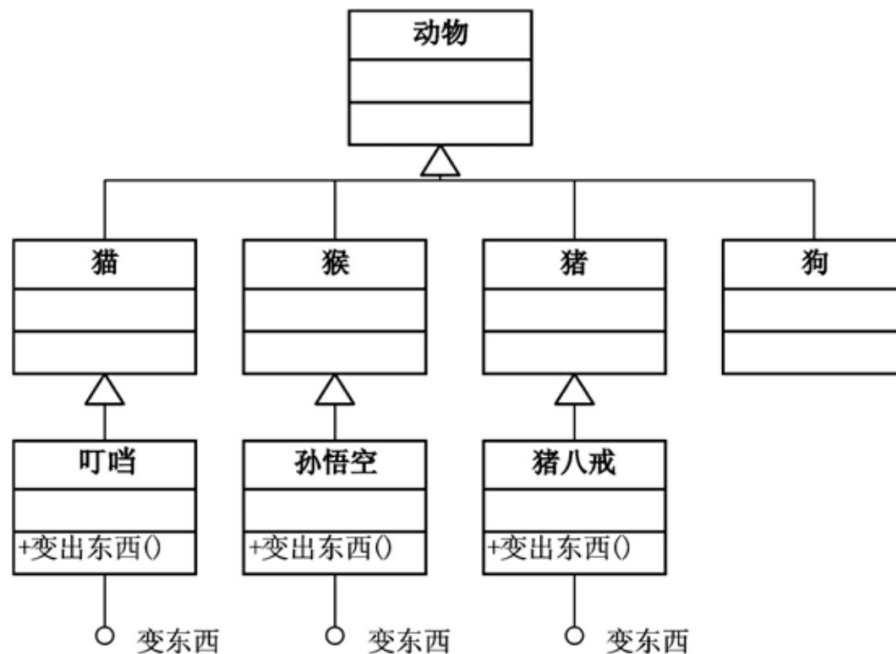 动物
猫 猴 猪 狗
叮当 孙悟空 猪八戒
+变出东西() +变出东西() +变出东西()
变东西 变东西 变东西